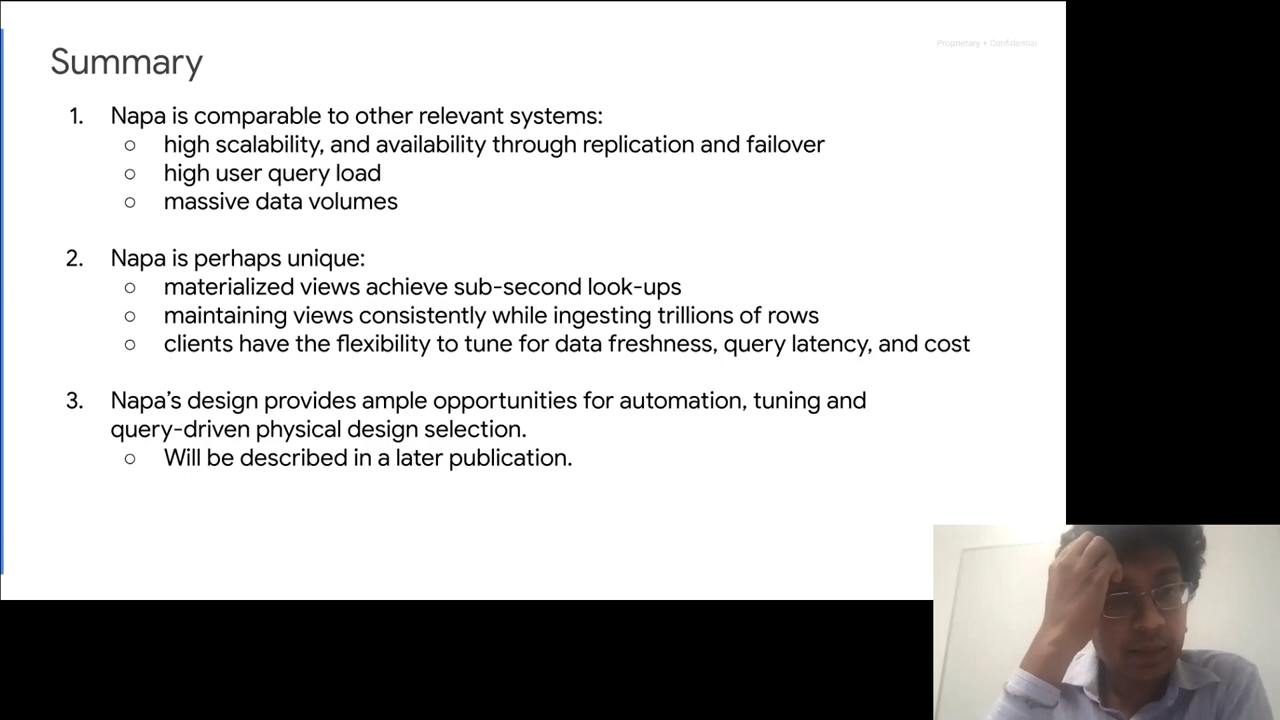 Proprietary + Confidential
Summary
1. Napa is comparable to other relevant systems:
○ high scalability, and availability through replication and failover
○ high user query load
○ massive data volumes
2. Napa is perhaps unique:
○ materialized views achieve sub-second look-ups
○ maintaining views consistently while ingesting trillions of rows
○ clients have the flexibility to tune for data freshness, query latency, and cost
3. Napa’s design provides ample opportunities for automation, tuning and
query-driven physical design selection.
○ Will be described in a later publication.